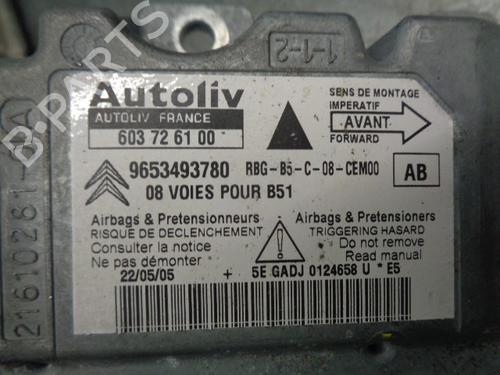 1-1-2
B-PARTS
Autoliv
AUTOLIV FRANCE
603 72 61 00
SENS DE MONTAGE
IMPERATIF
AVANT
FORWARD
9653493780 RBG-B5-C-08-CEM00
AB
08 VOIES POUR B51
Airbags & Pretensionneurs
RISQUE DE DECLENCHEMENT
Consulter la notice
Ne pas démonter
Airbags & Pretensioners
TRIGGERING HASARD
Do not remove
Read manual
22/05/05 + 5E GADJ 0124658 U * E5